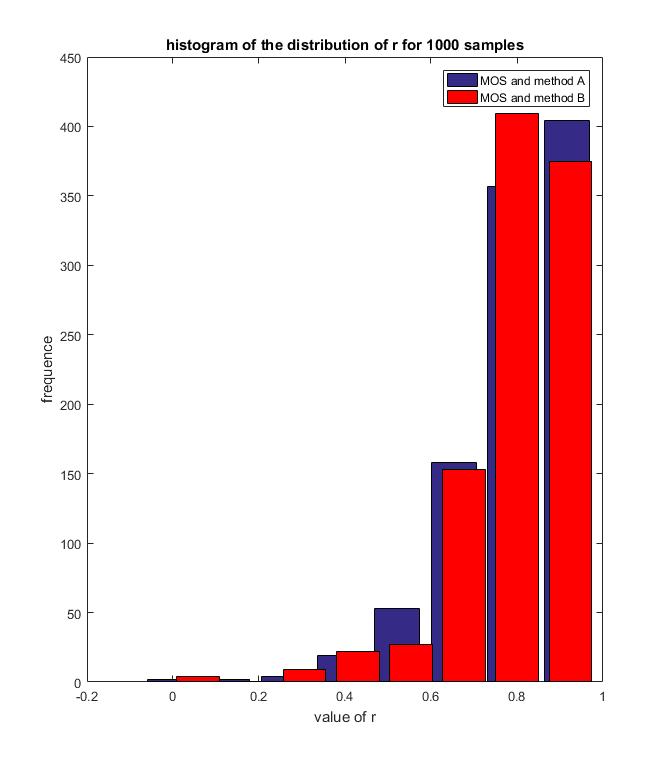 histogram of the distribution of r for 1000 samples
MOS and method A
MOS and method B
450
400
350
300
250
200
150
100
50
0
frequence
-0.2 0 0.2 0.4 0.6 0.8 1
value of r